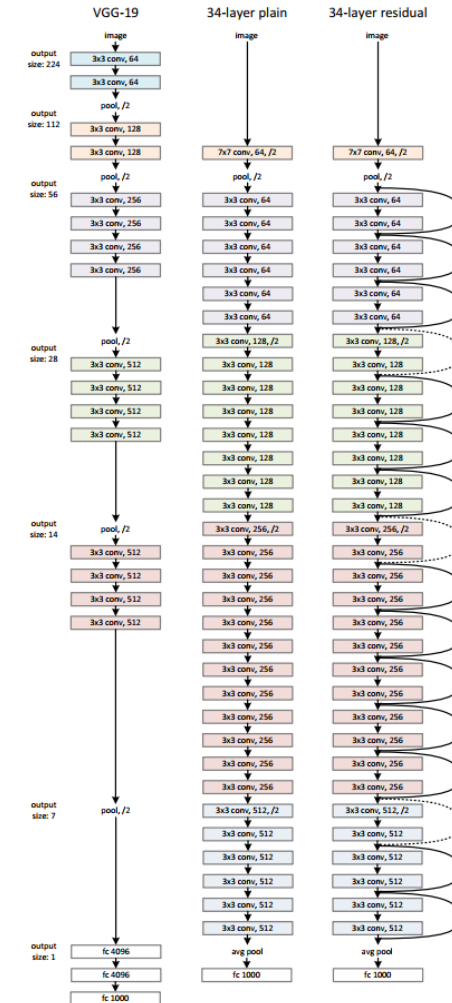 VGG-19
34-layer plain
34-layer residual
output
size: 224
image
3x3 conv, 64
3x3 conv, 64
pool, /2
output
size: 112
3x3 conv, 128
3x3 conv, 128
pool, /2
output
size: 56
3x3 conv, 256
3x3 conv, 256
3x3 conv, 256
3x3 conv, 256
pool, /2
output
size: 28
3x3 conv, 512
3x3 conv, 512
3x3 conv, 512
3x3 conv, 512
pool, /2
output
size: 14
3x3 conv, 512
3x3 conv, 512
3x3 conv, 512
3x3 conv, 512
pool, /2
output
size: 7
output
size: 1
fc 4096
fc 4096
fc 1000
image
7x7 conv, 64, /2
pool, /2
3x3 conv, 64
3x3 conv, 64
3x3 conv, 64
3x3 conv, 64
3x3 conv, 64
3x3 conv, 64
3x3 conv, 128, /2
3x3 conv, 128
3x3 conv, 128
3x3 conv, 128
3x3 conv, 128
3x3 conv, 128
3x3 conv, 128
3x3 conv, 128
3x3 conv, 256, /2
3x3 conv, 256
3x3 conv, 256
3x3 conv, 256
3x3 conv, 256
3x3 conv, 256
3x3 conv, 256
3x3 conv, 256
3x3 conv, 256
3x3 conv, 256
3x3 conv, 256
3x3 conv, 256
3x3 conv, 512, /2
3x3 conv, 512
3x3 conv, 512
3x3 conv, 512
3x3 conv, 512
3x3 conv, 512
avg pool
fc 1000
image
7x7 conv, 64, /2
pool, /2
3x3 conv, 64
3x3 conv, 64
3x3 conv, 64
3x3 conv, 64
3x3 conv, 64
3x3 conv, 64
3x3 conv, 128, /2
3x3 conv, 128
3x3 conv, 128
3x3 conv, 128
3x3 conv, 128
3x3 conv, 128
3x3 conv, 128
3x3 conv, 128
3x3 conv, 256, /2
3x3 conv, 256
3x3 conv, 256
3x3 conv, 256
3x3 conv, 256
3x3 conv, 256
3x3 conv, 256
3x3 conv, 256
3x3 conv, 256
3x3 conv, 256
3x3 conv, 256
3x3 conv, 256
3x3 conv, 512, /2
3x3 conv, 512
3x3 conv, 512
3x3 conv, 512
3x3 conv, 512
3x3 conv, 512
avg pool
fc 1000